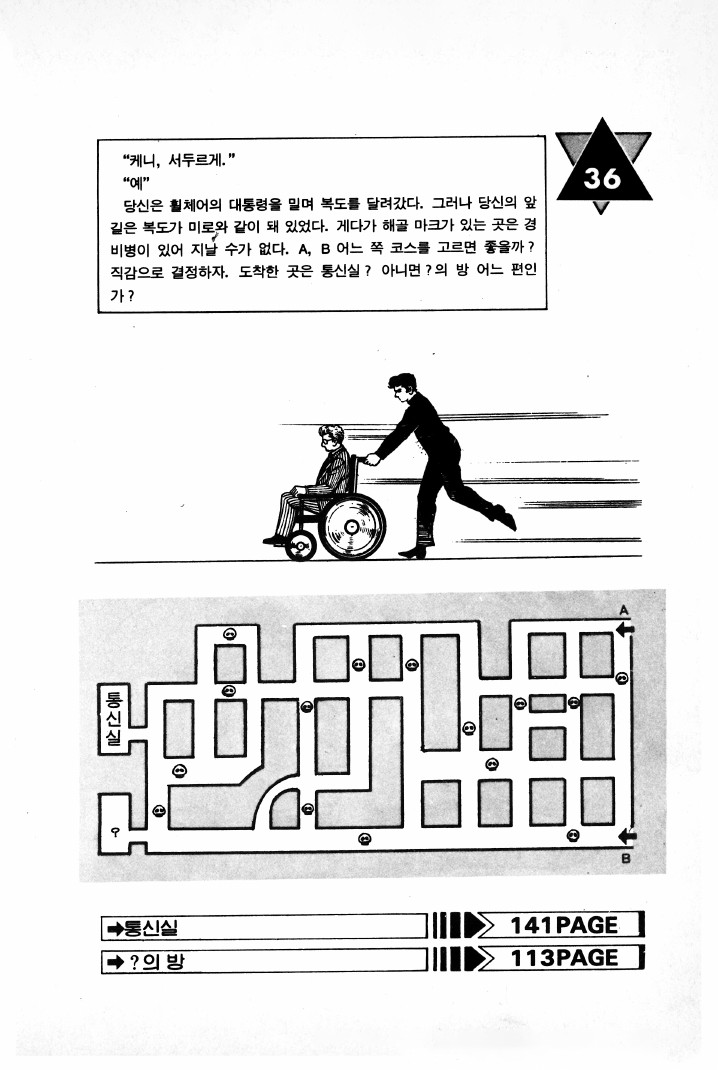 36
“케니, 서두르게.”
“예”
당신은 휠체어의 대통령을 밀며 복도를 달려갔다. 그러나 당신의 앞
길은 복도가 미로와 같이 돼 있었다. 게다가 해골 마크가 있는 곳은 경
비병이 있어 지날 수가 없다. A, B 어느 쪽 코스를 고르면 좋을까?
직감으로 결정하자. 도착한 곳은 통신실? 아니면 ?의 방 어느 편인
가?
A
통신실
?
B
➡통신실 141PAGE
➡?의 방 113PAGE